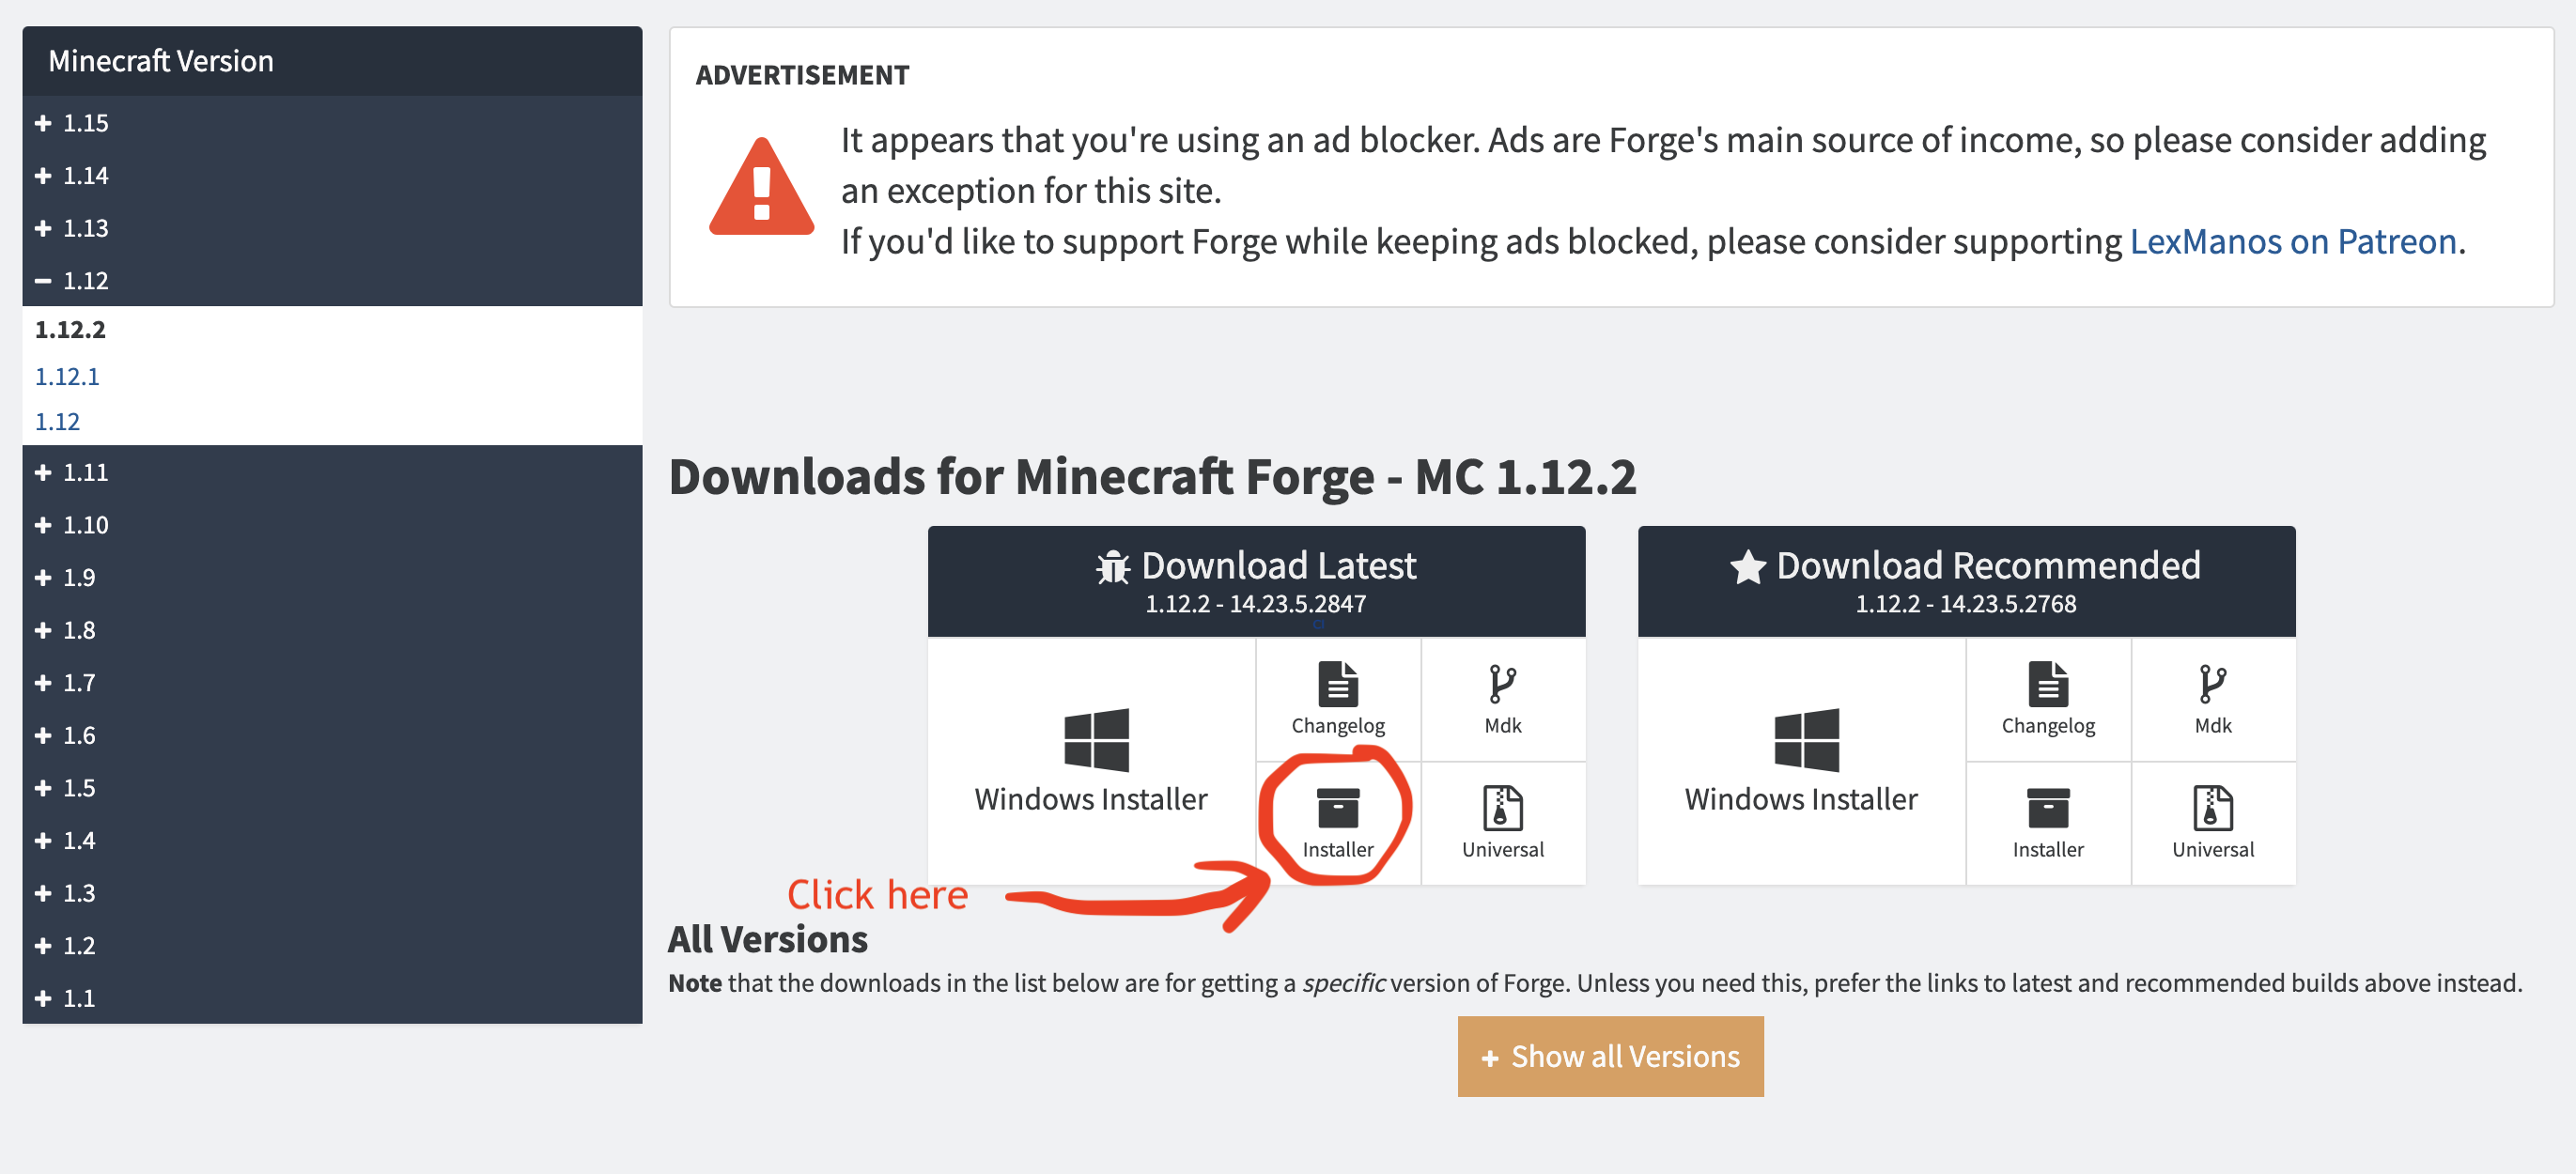 Minecraft Version
1.15
1.14
1.13
1.12
1.12.2
1.12.1
1.12
1.11
1.10
1.9
1.8
1.7
1.6
1.5
1.4
1.3
1.2
1.1
ADVERTISEMENT
It appears that you're using an ad blocker. Ads are Forge's main source of income, so please consider adding
an exception for this site.
If you'd like to support Forge while keeping ads blocked, please consider supporting LexManos on Patreon.
Downloads for Minecraft Forge - MC 1.12.2
Download Latest
1.12.2 - 14.23.5.2847
Windows Installer
Changelog
Mdk
Installer
Universal
Download Recommended
1.12.2 - 14.23.5.2768
Windows Installer
Changelog
Mdk
Installer
Universal
Click here
All Versions
Note that the downloads in the list below are for getting a specific version of Forge. Unless you need this, prefer the links to latest and recommended builds above instead.
+ Show all Versions